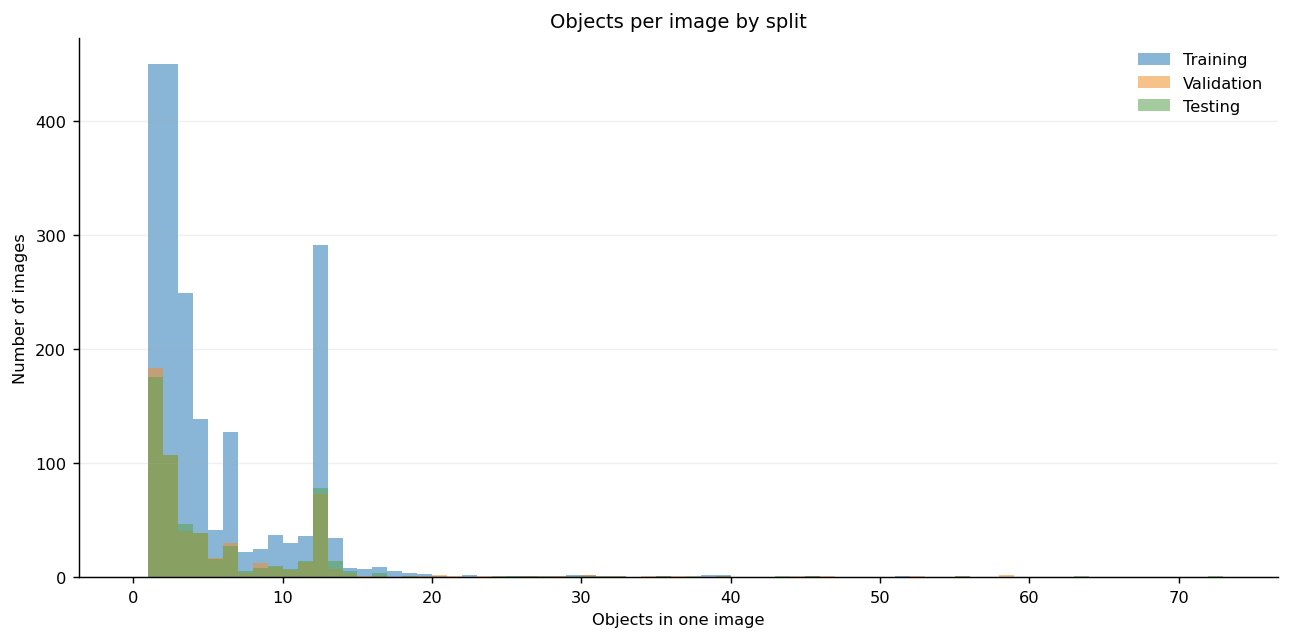 Objects per image by split
Training
Validation
Testing
Number of images
400
300
200
100
0
0 10 20 30 40 50 60 70
Objects in one image